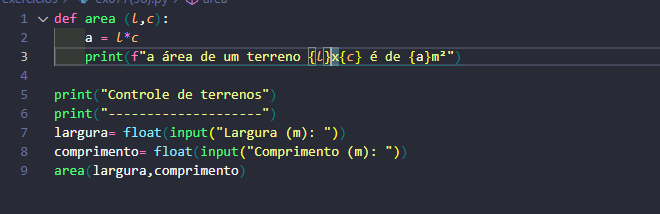 def area (l,c):
    a = l*c
    print(f"a área de um terreno {l}x{c} é de {a}m²")

print("Controle de terrenos")
print("--------------------")
largura= float(input("Largura (m): "))
comprimento= float(input("Comprimento (m): "))
area(largura,comprimento)